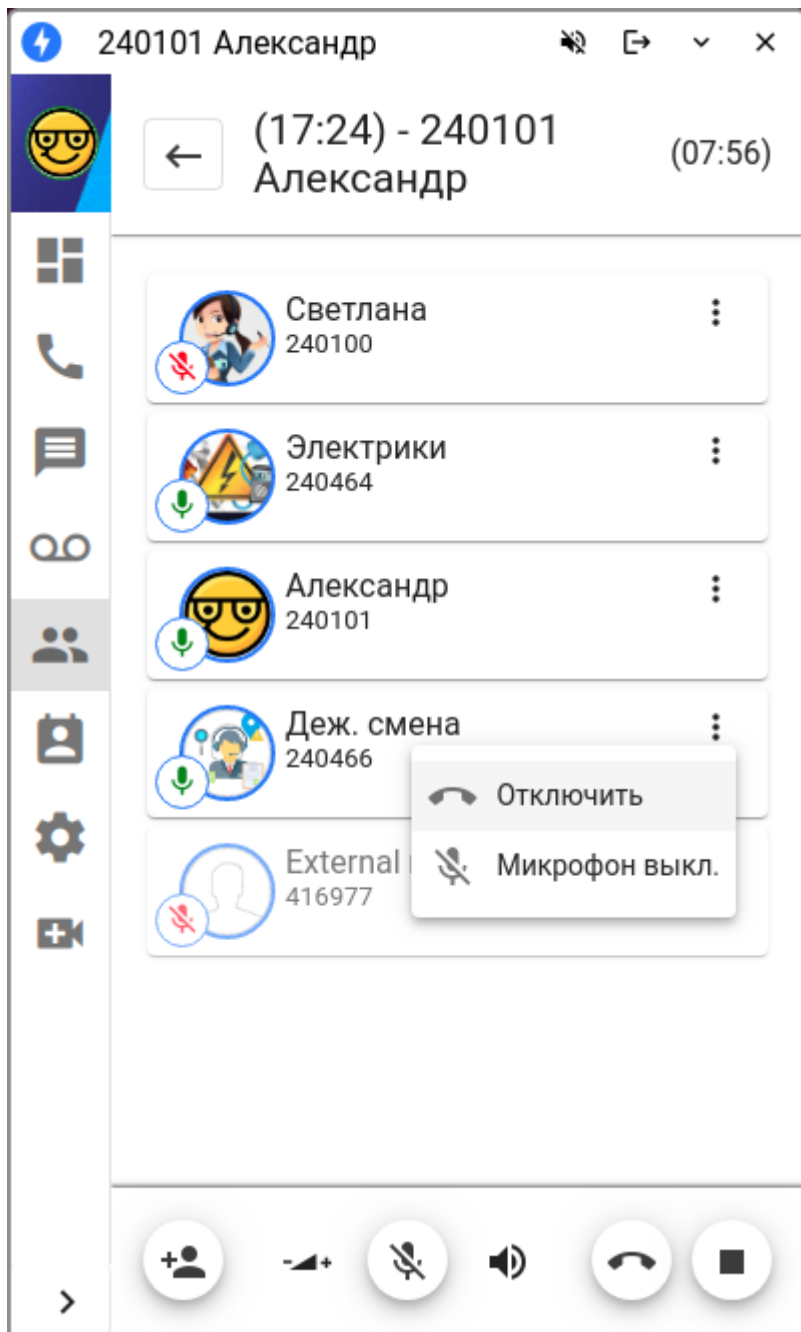 240101 Александр
(17:24) - 240101
Александр
(07:56)
Светлана
240100
Электрики
240464
Александр
240101
Деж. смена
240466
Отключить
External
416977
Микрофон выкл.